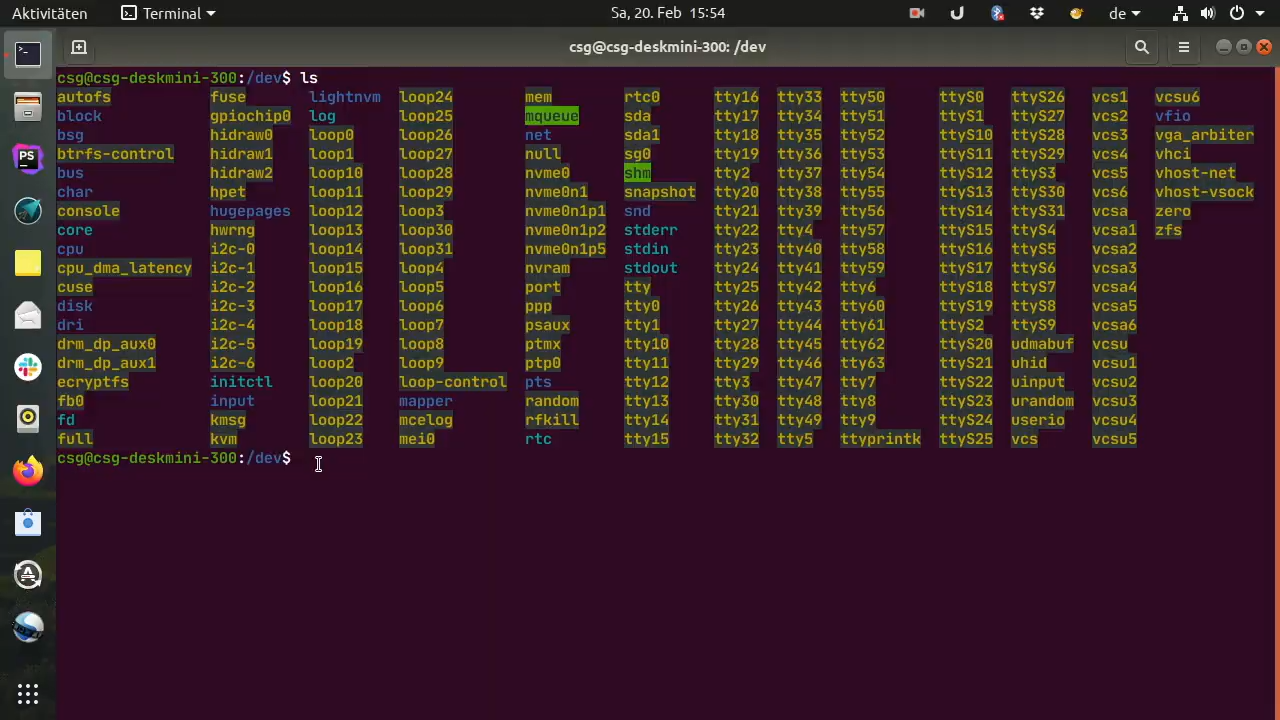 Aktivitäten Terminal Sa, 20. Feb 15:54 de
csg@csg-deskmini-300: /dev
csg@csg-deskmini-300:/dev$ ls
autofs fuse lightnvm loop24 mem rtc0 tty16 tty33 tty50 ttyS0 ttyS26 vcs1 vcsu6
block gpiochip0 log loop25 mqueue sda tty17 tty34 tty51 ttyS1 ttyS27 vcs2 vfio
bsg hidraw0 loop0 loop26 net sda1 tty18 tty35 tty52 ttyS10 ttyS28 vcs3 vga_arbiter
btrfs-control hidraw1 loop1 loop27 null sg0 tty19 tty36 tty53 ttyS11 ttyS29 vcs4 vhci
bus hidraw2 loop10 loop28 nvme0 shm tty2 tty37 tty54 ttyS12 ttyS3 vcs5 vhost-net
char hpet loop11 loop29 nvme0n1 snapshot tty20 tty38 tty55 ttyS13 ttyS30 vcs6 vhost-vsock
console hugepages loop12 loop3 nvme0n1p1 snd tty21 tty39 tty56 ttyS14 ttyS31 vcsa zero
core hwrng loop13 loop30 nvme0n1p2 stderr tty22 tty4 tty57 ttyS15 ttyS4 vcsa1 zfs
cpu i2c-0 loop14 loop31 nvme0n1p5 stdin tty23 tty40 tty58 ttyS16 ttyS5 vcsa2
cpu_dma_latency i2c-1 loop15 loop4 nvram stdout tty24 tty41 tty59 ttyS17 ttyS6 vcsa3
cuse i2c-2 loop16 loop5 port tty tty25 tty42 tty6 ttyS18 ttyS7 vcsa4
disk i2c-3 loop17 loop6 ppp tty0 tty26 tty43 tty60 ttyS19 ttyS8 vcsa5
dri i2c-4 loop18 loop7 psaux tty1 tty27 tty44 tty61 ttyS2 ttyS9 vcsa6
drm_dp_aux0 i2c-5 loop19 loop8 ptmx tty10 tty28 tty45 tty62 ttyS20 udmabuf vcsu
drm_dp_aux1 i2c-6 loop2 loop9 ptp0 tty11 tty29 tty46 tty63 ttyS21 uhid vcsu1
ecryptfs initctl loop20 loop-control pts tty12 tty3 tty47 tty7 ttyS22 uinput vcsu2
fb0 input loop21 mapper random tty13 tty30 tty48 tty8 ttyS23 urandom vcsu3
fd kmsg loop22 mcelog rfkill tty14 tty31 tty49 tty9 ttyS24 userio vcsu4
full kvm loop23 mei0 rtc tty15 tty32 tty5 ttyprintk ttyS25 vcs vcsu5
csg@csg-deskmini-300:/dev$